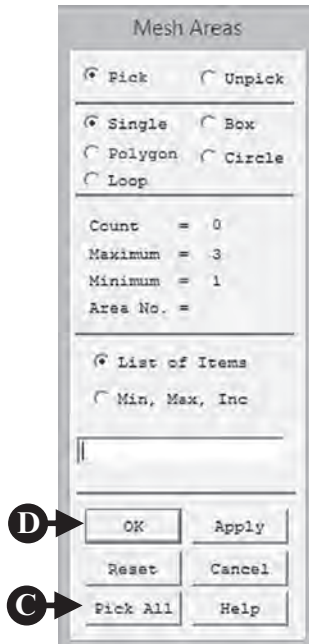 Mesh Areas
Pick Unpick
Single Box
Polygon Circle
Loop
Count = 0
Maximum = 3
Minimum = 1
Area No. =
List of Items
Min, Max, Inc
D OK Apply
Reset Cancel
C Pick All Help